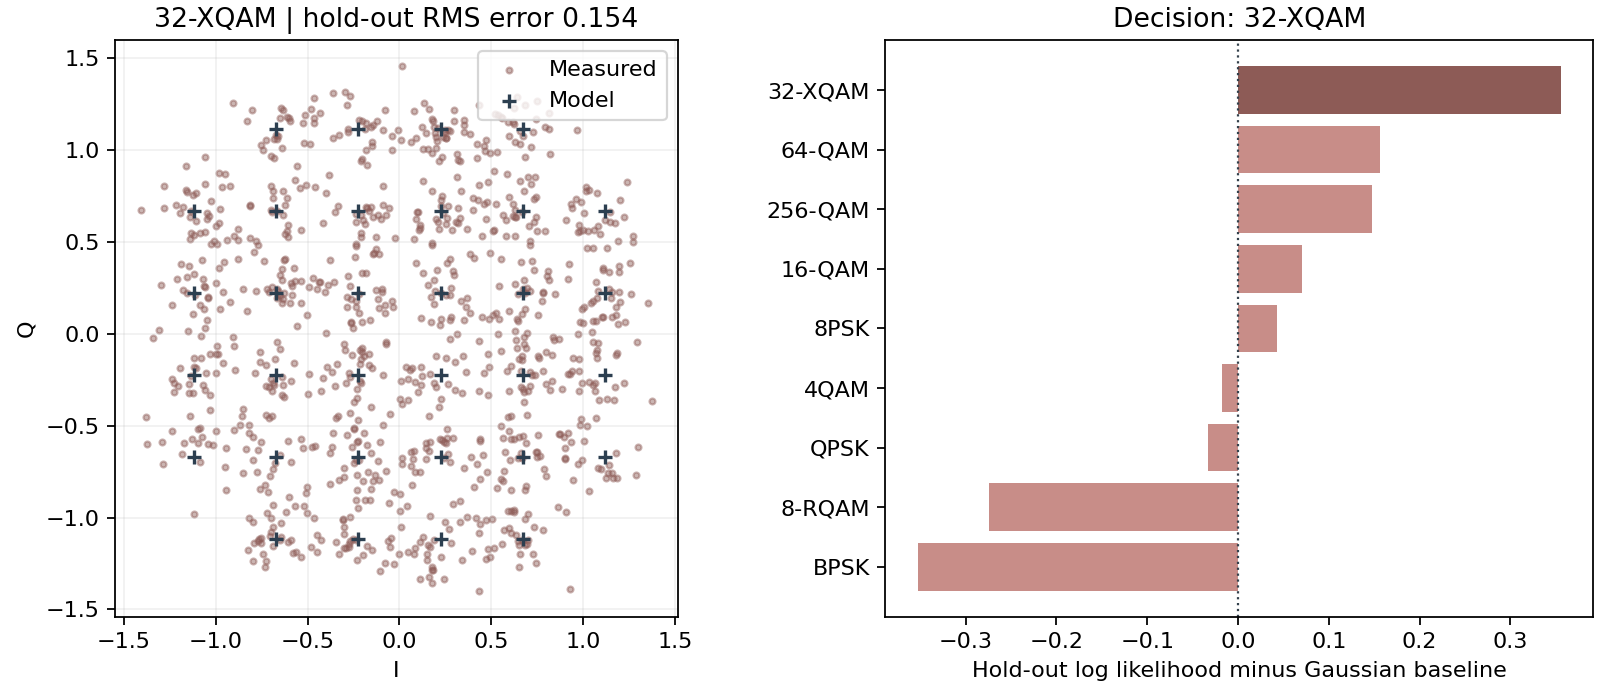 32-XQAM | hold-out RMS error 0.154
Measured
Model
1.5
1.0
0.5
0.0
−0.5
−1.0
−1.5
Q
−1.5
−1.0
−0.5
0.0
0.5
1.0
1.5
I
Decision: 32-XQAM
32-XQAM
64-QAM
256-QAM
16-QAM
8PSK
4QAM
QPSK
8-RQAM
BPSK
−0.3
−0.2
−0.1
0.0
0.1
0.2
0.3
Hold-out log likelihood minus Gaussian baseline